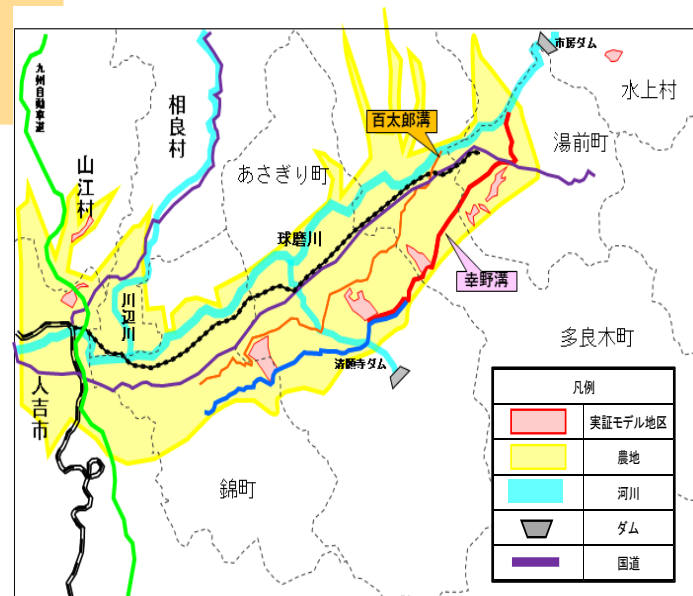 市房ダム
水上村
九州自動車道
相良村
百太郎溝
湯前町
山江村
あさぎり町
球磨川
幸野溝
川辺川
多良木町
清願寺ダム
人吉市
錦町
凡例
実証モデル地区
農地
河川
ダム
国道